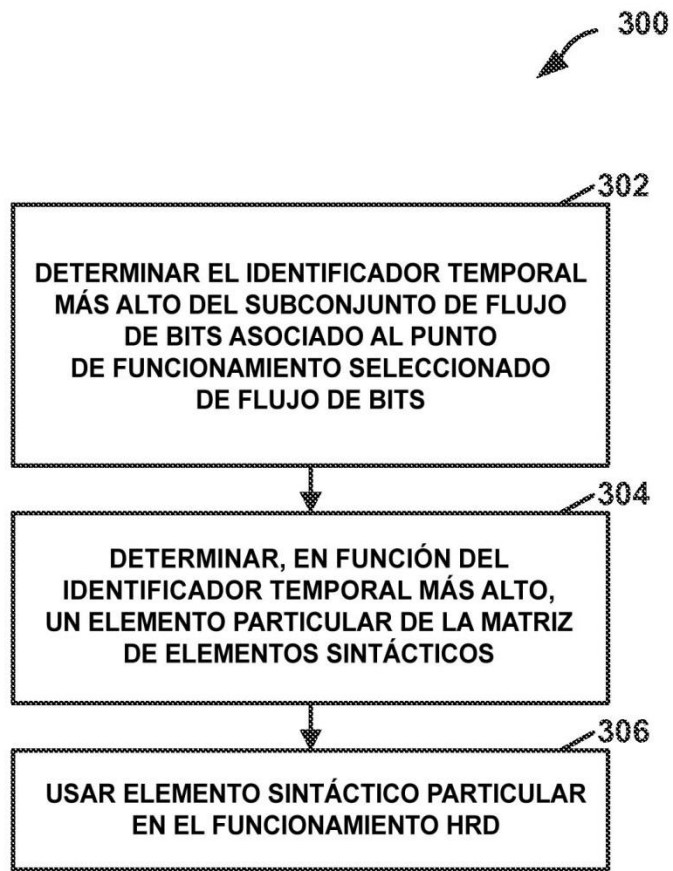 300
302
DETERMINAR EL IDENTIFICADOR TEMPORAL
MÁS ALTO DEL SUBCONJUNTO DE FLUJO
DE BITS ASOCIADO AL PUNTO
DE FUNCIONAMIENTO SELECCIONADO
DE FLUJO DE BITS
304
DETERMINAR, EN FUNCIÓN DEL
IDENTIFICADOR TEMPORAL MÁS ALTO,
UN ELEMENTO PARTICULAR DE LA MATRIZ
DE ELEMENTOS SINTÁCTICOS
306
USAR ELEMENTO SINTÁCTICO PARTICULAR
EN EL FUNCIONAMIENTO HRD